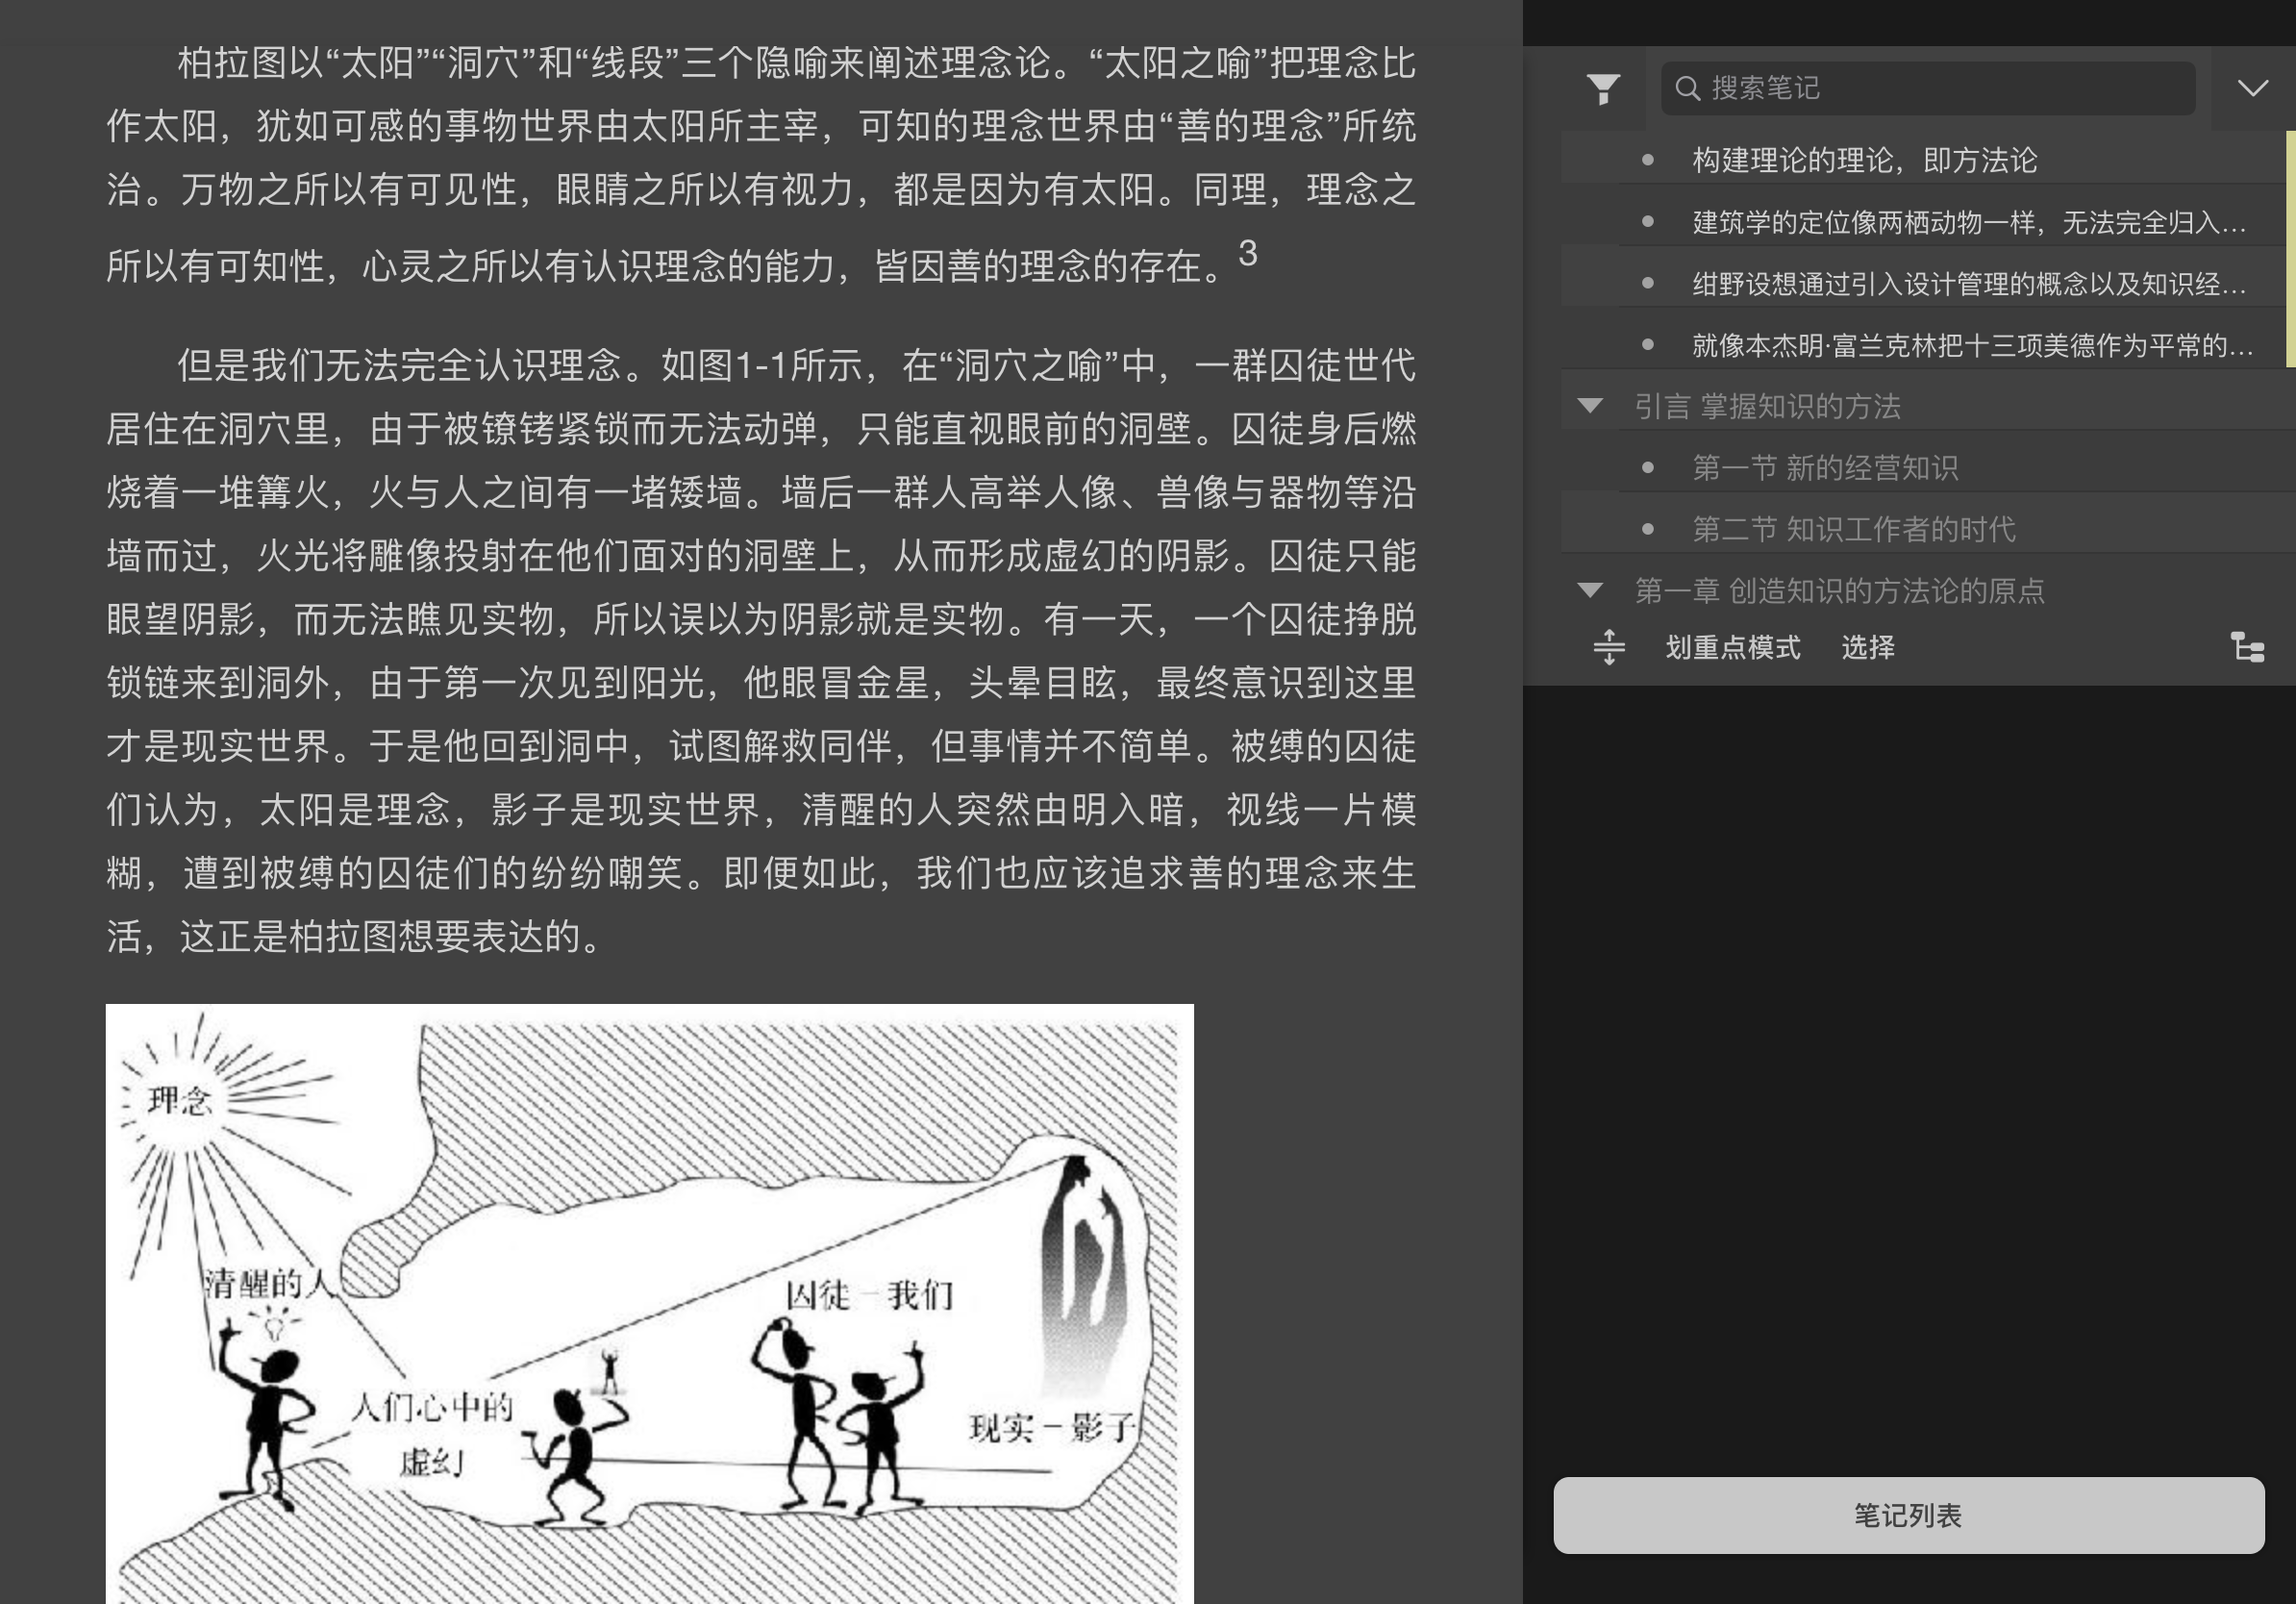 柏拉图以“太阳”“洞穴”和“线段”三个隐喻来阐述理念论。“太阳之喻”把理念比
作太阳，犹如可感的事物世界由太阳所主宰，可知的理念世界由“善的理念”所统
治。万物之所以有可见性，眼睛之所以有视力，都是因为有太阳。同理，理念之
所以有可知性，心灵之所以有认识理念的能力，皆因善的理念的存在。3
但是我们无法完全认识理念。如图1-1所示，在“洞穴之喻”中，一群囚徒世代
居住在洞穴里，由于被镣铐紧锁而无法动弹，只能直视眼前的洞壁。囚徒身后燃
烧着一堆篝火，火与人之间有一堵矮墙。墙后一群人高举人像、兽像与器物等沿
墙而过，火光将雕像投射在他们面对的洞壁上，从而形成虚幻的阴影。囚徒只能
眼望阴影，而无法瞧见实物，所以误以为阴影就是实物。有一天，一个囚徒挣脱
锁链来到洞外，由于第一次见到阳光，他眼冒金星，头晕目眩，最终意识到这里
才是现实世界。于是他回到洞中，试图解救同伴，但事情并不简单。被缚的囚徒
们认为，太阳是理念，影子是现实世界，清醒的人突然由明入暗，视线一片模
糊，遭到被缚的囚徒们的纷纷嘲笑。即便如此，我们也应该追求善的理念来生
活，这正是柏拉图想要表达的。
理念
清醒的人
囚徒－我们
人们心中的
虚幻
现实－影子
搜索笔记
构建理论的理论，即方法论
建筑学的定位像两栖动物一样，无法完全归入...
绀野设想通过引入设计管理的概念以及知识经...
就像本杰明·富兰克林把十三项美德作为平常的...
引言 掌握知识的方法
第一节 新的经营知识
第二节 知识工作者的时代
第一章 创造知识的方法论的原点
划重点模式 选择
笔记列表